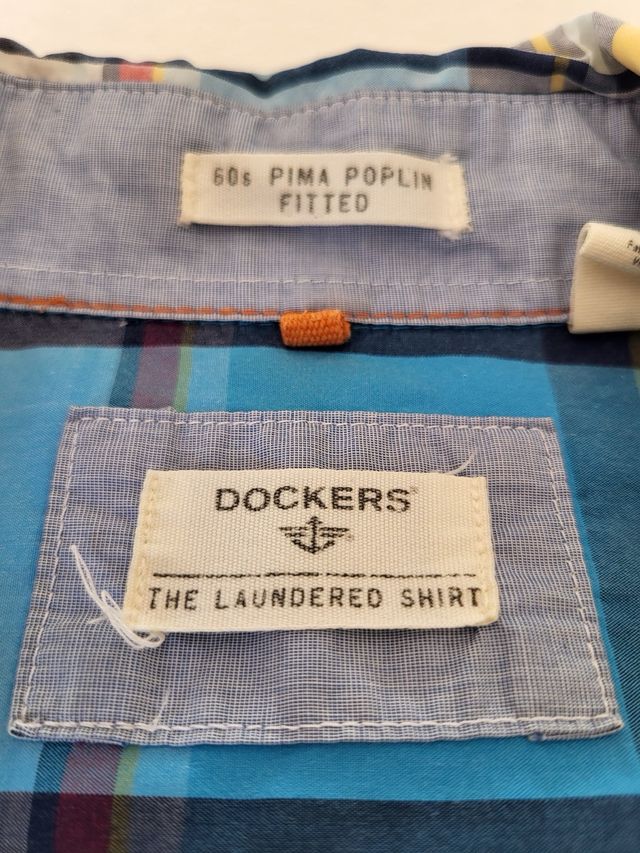 60s PIMA POPLIN
FITTED
DOCKERS®
THE LAUNDERED SHIRT